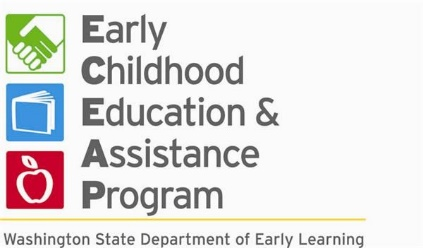 Early
Childhood
Education &
Assistance
Program
Washington State Department of Early Learning